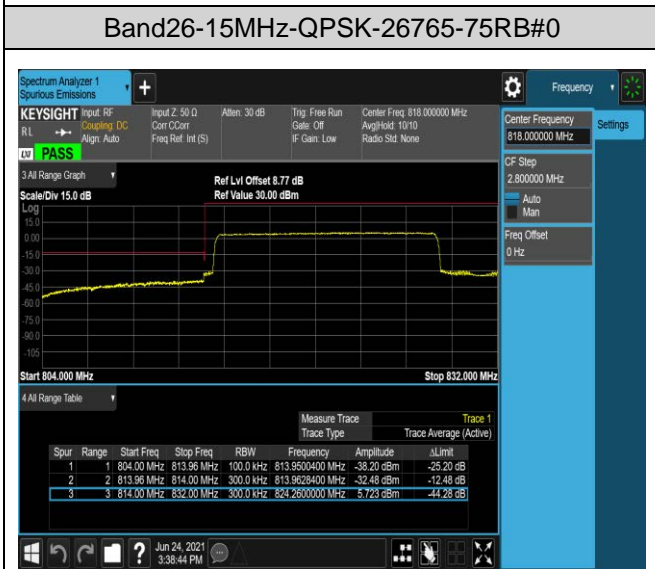 Band26-15MHz-QPSK-26765-75RB#0
Spectrum Analyzer 1
Spurious Emissions
Frequency
KEYSIGHT Input: RF Input Z: 50 Ω Atten: 30 dB Trig: Free Run Center Freq: 818.000000 MHz
RL Coupling: DC Corr CCorr Gate: Off Avg|Hold: 10/10
Align: Auto Freq Ref: Int (S) IF Gain: Low Radio Std: None
PASS
Center Frequency
818.000000 MHz
Settings
CF Step
2.800000 MHz
Auto
Man
Freq Offset
0 Hz
3 All Range Graph
Ref Lvl Offset 8.77 dB
Scale/Div 15.0 dB Ref Value 30.00 dBm
Log
15.0
0.00
-15.0
-30.0
-45.0
-60.0
-75.0
-90.0
-105
Start 804.000 MHz Stop 832.000 MHz
4 All Range Table
Measure Trace Trace 1
Trace Type Trace Average (Active)
Spur Range Start Freq Stop Freq RBW Frequency Amplitude ΔLimit
1 1 804.00 MHz 813.96 MHz 100.0 kHz 813.9500400 MHz -38.20 dBm -25.20 dB
2 2 813.96 MHz 814.00 MHz 300.0 kHz 813.9628400 MHz -32.48 dBm -12.48 dB
3 3 814.00 MHz 832.00 MHz 300.0 kHz 824.2600000 MHz 5.723 dBm -44.28 dB
Jun 24, 2021
3:38:44 PM